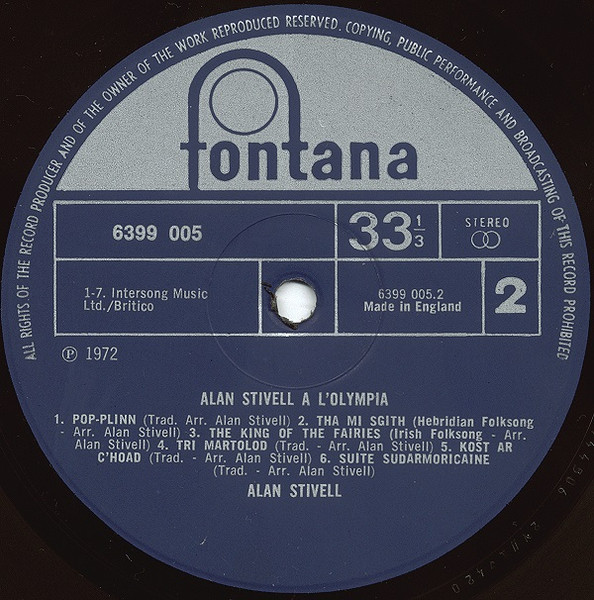 ALL RIGHTS OF THE RECORD PRODUCER AND OF THE OWNER OF THE WORK REPRODUCED RESERVED. COPYING, PUBLIC PERFORMANCE AND BROADCASTING OF THIS RECORD PROHIBITED
fontana
6399 005
33 1/3
STEREO
1-7. Intersong Music
Ltd./Britico
6399 005.2
Made in England
2
℗ 1972
ALAN STIVELL A L'OLYMPIA
1. POP-PLINN (Trad. Arr. Alan Stivell) 2. THA MI SGITH (Hebridian Folksong
- Arr. Alan Stivell) 3. THE KING OF THE FAIRIES (Irish Folksong - Arr.
Alan Stivell) 4. TRI MARTOLOD (Trad. - Arr. Alan Stivell) 5. KOST AR
C'HOAD (Trad. - Arr. Alan Stivell) 6. SUITE SUDARMORICAINE
(Trad. - Arr. Alan Stivell)
ALAN STIVELL